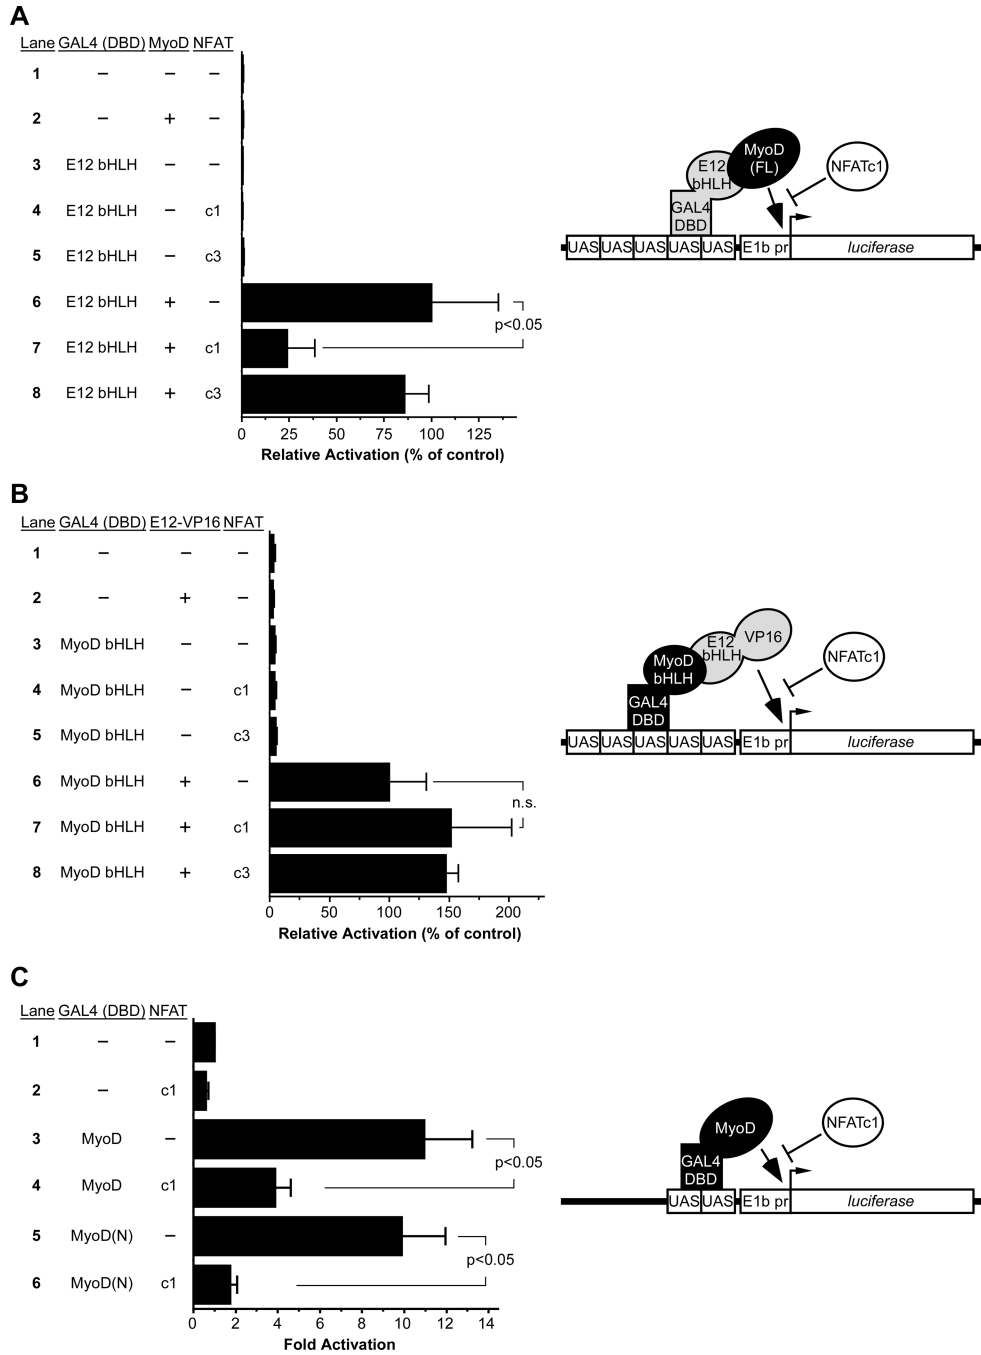 A
Lane GAL4 (DBD) MyoD NFAT
1 – – –
2 – + –
3 E12 bHLH – –
4 E12 bHLH – c1
5 E12 bHLH – c3
6 E12 bHLH + –
7 E12 bHLH + c1
8 E12 bHLH + c3
p<0.05
0 25 50 75 100 125
Relative Activation (% of control)
E12
bHLH
MyoD
(FL)
NFATc1
GAL4
DBD
UAS UAS UAS UAS UAS E1b pr luciferase
B
Lane GAL4 (DBD) E12-VP16 NFAT
1 – – –
2 – + –
3 MyoD bHLH – –
4 MyoD bHLH – c1
5 MyoD bHLH – c3
6 MyoD bHLH + –
7 MyoD bHLH + c1
8 MyoD bHLH + c3
n.s.
0 50 100 150 200
Relative Activation (% of control)
MyoD
bHLH
E12
bHLH
VP16
NFATc1
GAL4
DBD
UAS UAS UAS UAS UAS E1b pr luciferase
C
Lane GAL4 (DBD) NFAT
1 – –
2 – c1
3 MyoD –
4 MyoD c1
5 MyoD(N) –
6 MyoD(N) c1
p<0.05
p<0.05
0 2 4 6 8 10 12 14
Fold Activation
MyoD
NFATc1
GAL4
DBD
UAS UAS E1b pr luciferase